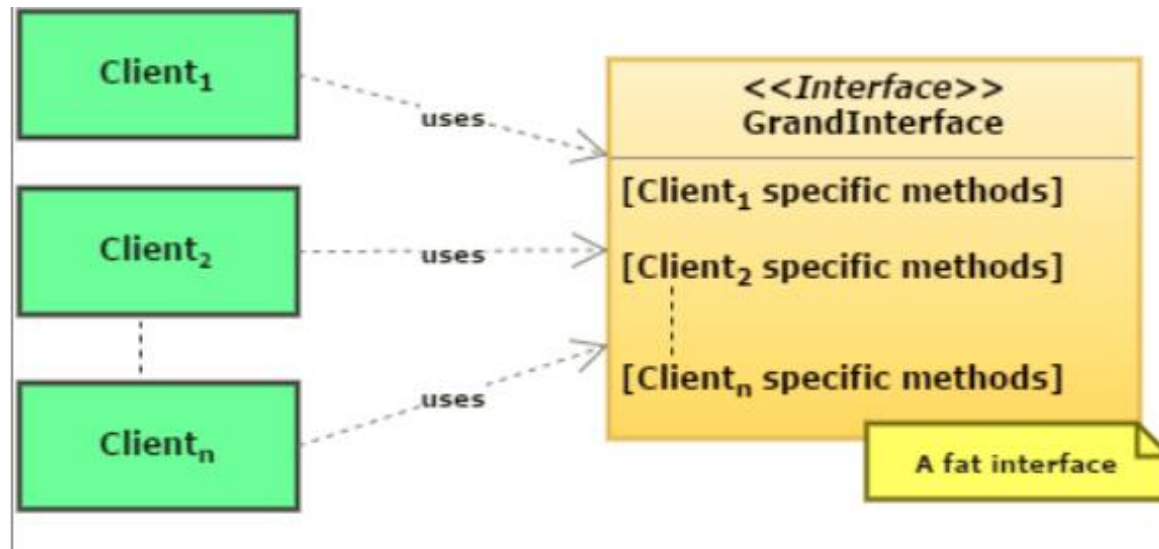 Client₁
uses
<<Interface>>
GrandInterface
[Client₁ specific methods]
Client₂
uses
[Client₂ specific methods]
Clientₙ
uses
[Clientₙ specific methods]
A fat interface